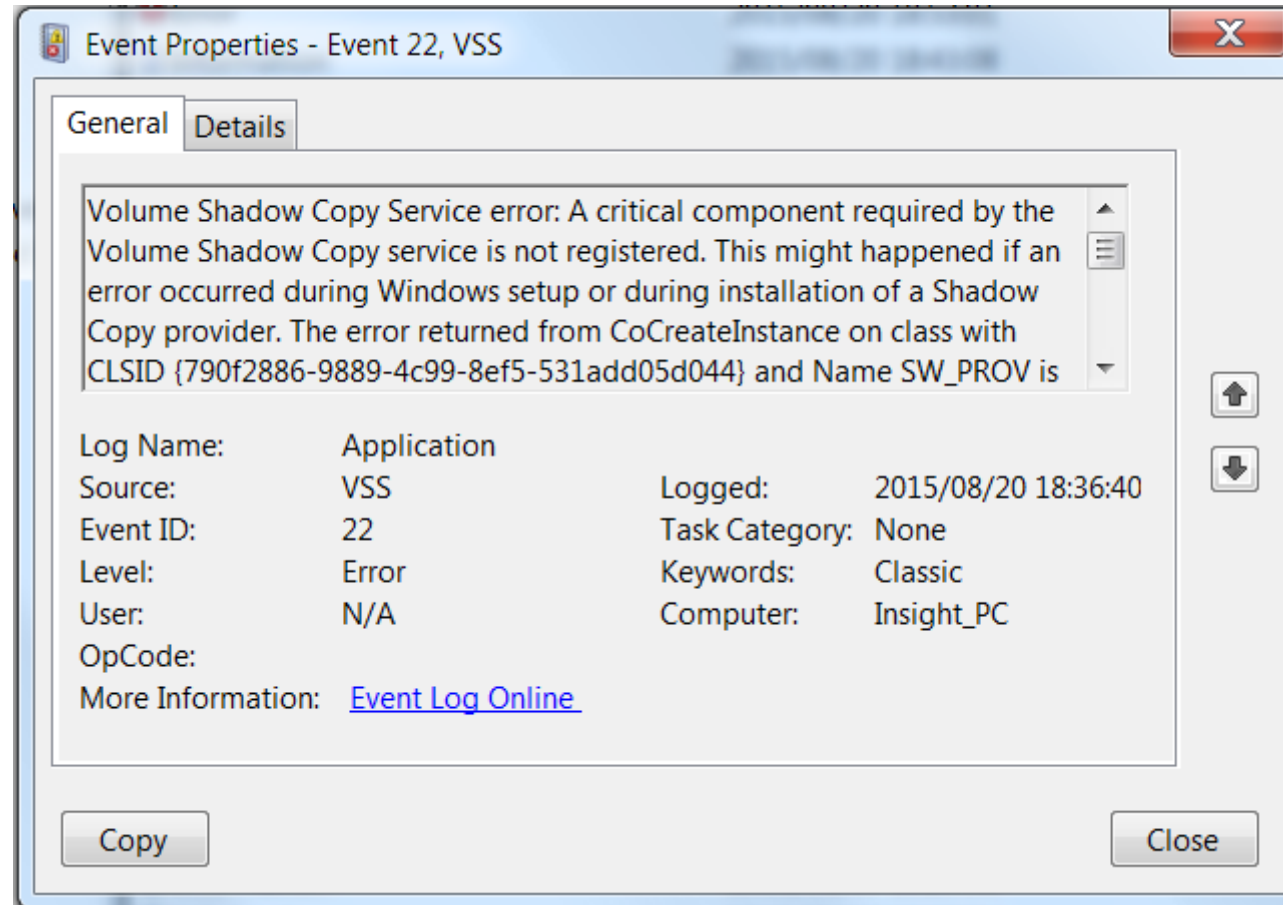 Event Properties - Event 22, VSS
General Details
Volume Shadow Copy Service error: A critical component required by the
Volume Shadow Copy service is not registered. This might happened if an
error occurred during Windows setup or during installation of a Shadow
Copy provider. The error returned from CoCreateInstance on class with
CLSID {790f2886-9889-4c99-8ef5-531add05d044} and Name SW_PROV is
Log Name: Application
Source: VSS Logged: 2015/08/20 18:36:40
Event ID: 22 Task Category: None
Level: Error Keywords: Classic
User: N/A Computer: Insight_PC
OpCode:
More Information: Event Log Online
Copy Close